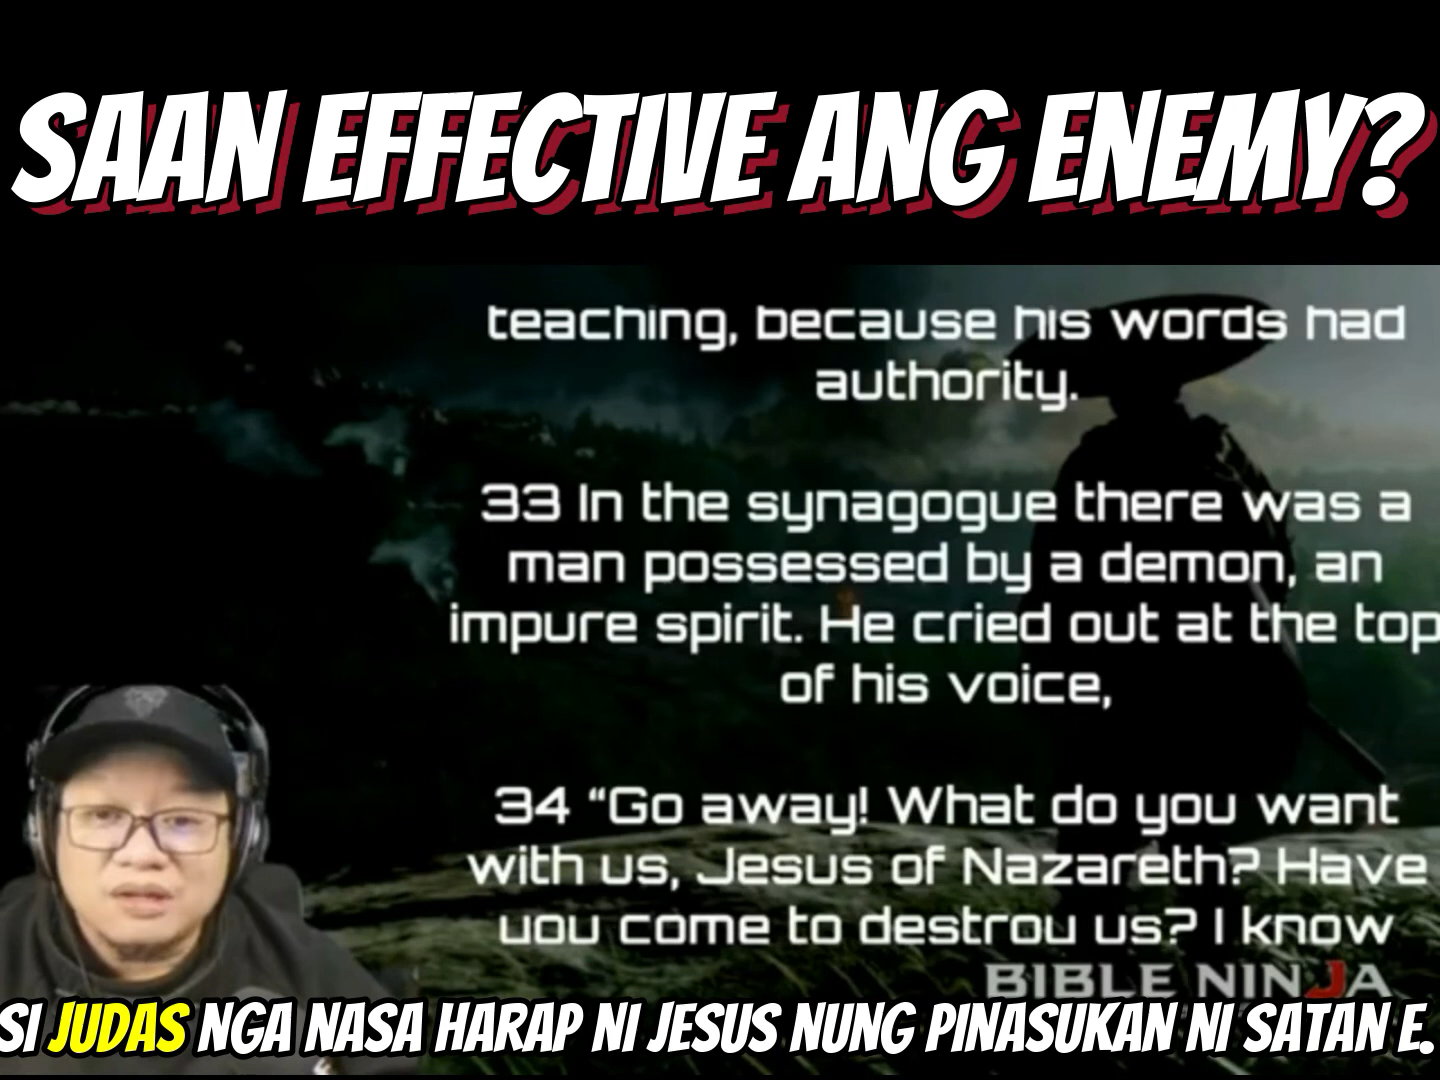 SAAN EFFECTIVE ANG ENEMY?
teaching, because his words had
authority.
33 In the synagogue there was a
man possessed by a demon, an
impure spirit. He cried out at the top
of his voice,
34 “Go away! What do you want
with us, Jesus of Nazareth? Have
you come to destroy us? I know
BIBLE NINJA
SI JUDAS NGA NASA HARAP NI JESUS NUNG PINASUKAN NI SATAN E.